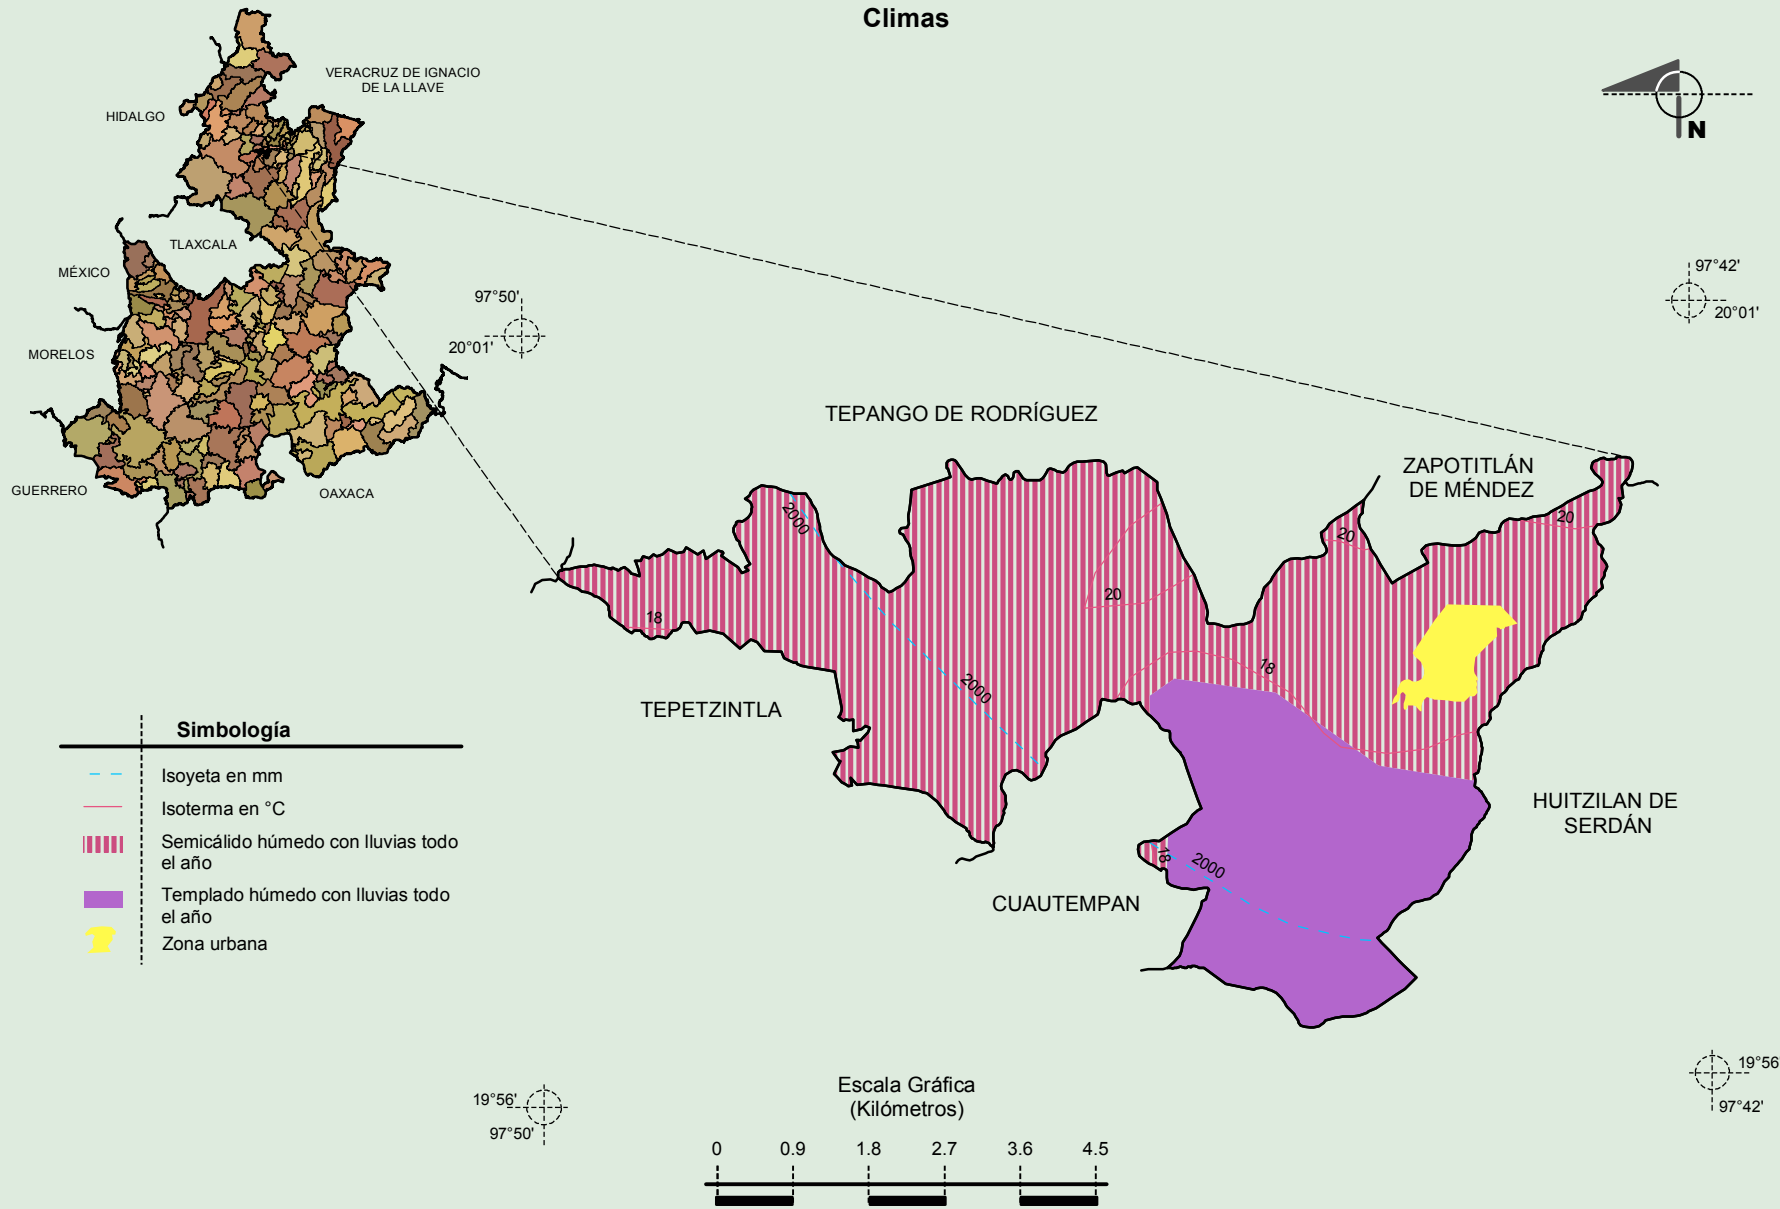 Climas
VERACRUZ DE IGNACIO
DE LA LLAVE
HIDALGO
TLAXCALA
MÉXICO
MORELOS
GUERRERO
OAXACA
N
97°50'
20°01'
97°42'
20°01'
TEPANGO DE RODRÍGUEZ
ZAPOTITLÁN
DE MÉNDEZ
2000
20
20
20
18
18
2000
TEPETZINTLA
HUITZILAN DE
SERDÁN
18
2000
CUAUTEMPAN
Simbología
Isoyeta en mm
Isoterma en °C
Semicálido húmedo con lluvias todo
el año
Templado húmedo con lluvias todo
el año
Zona urbana
19°56'
97°50'
19°56'
97°42'
Escala Gráfica
(Kilómetros)
0 0.9 1.8 2.7 3.6 4.5